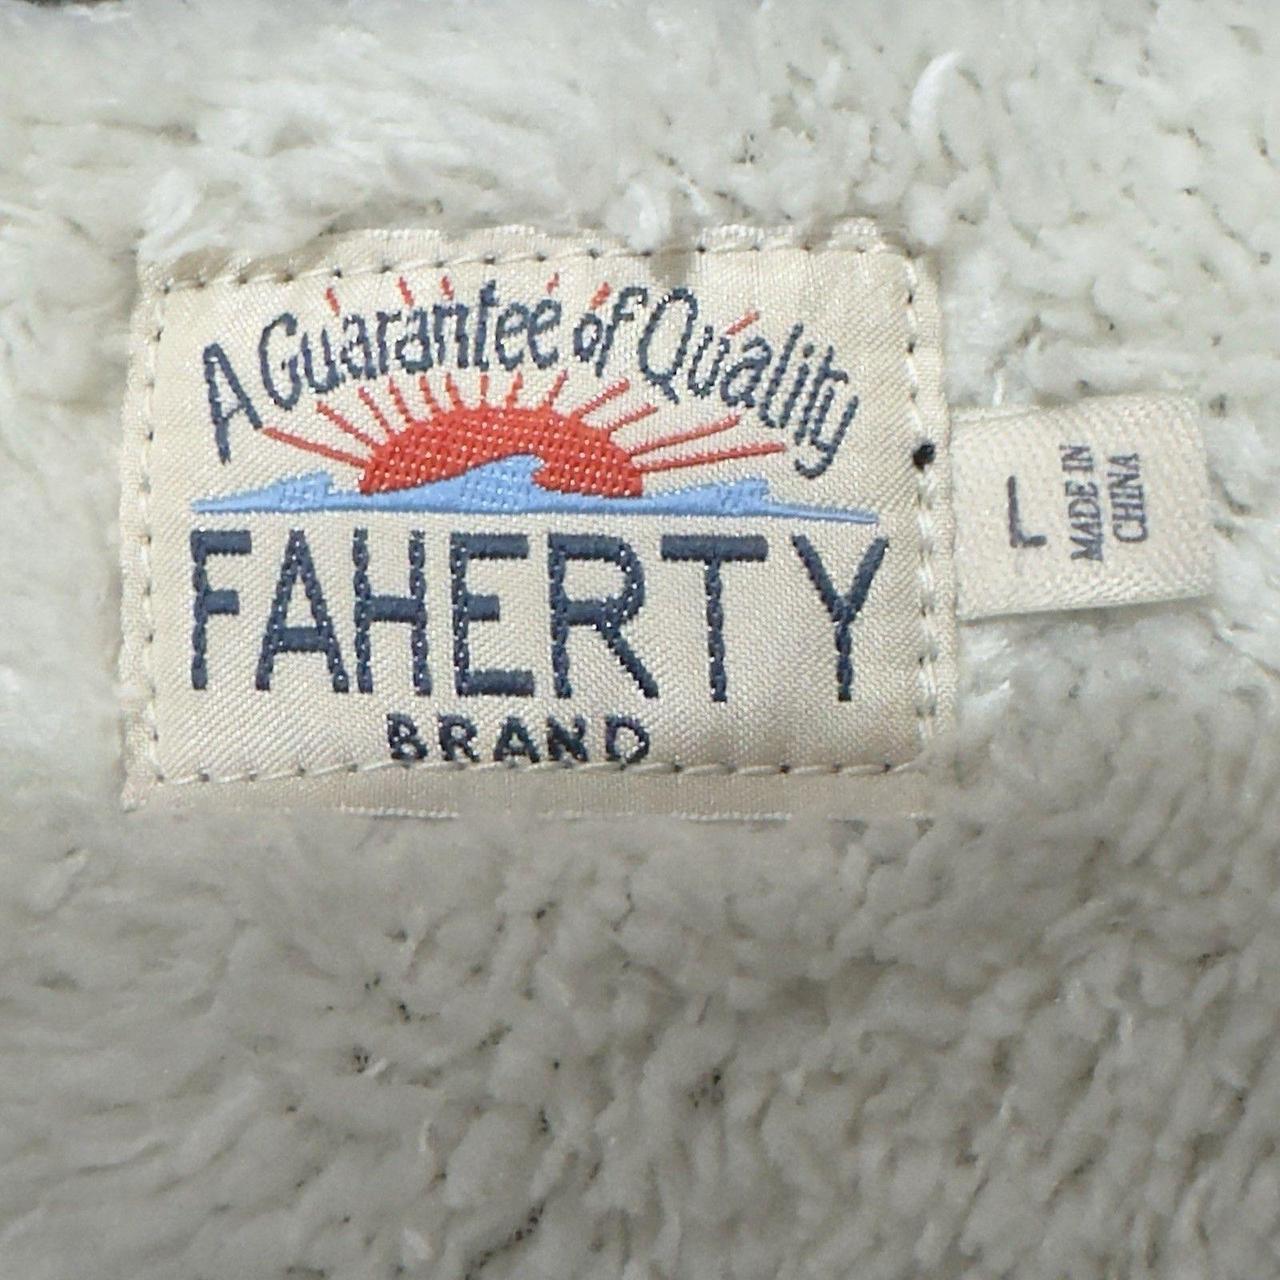 A Guarantee of Quality
FAHERTY
BRAND
L
MADE IN
CHINA